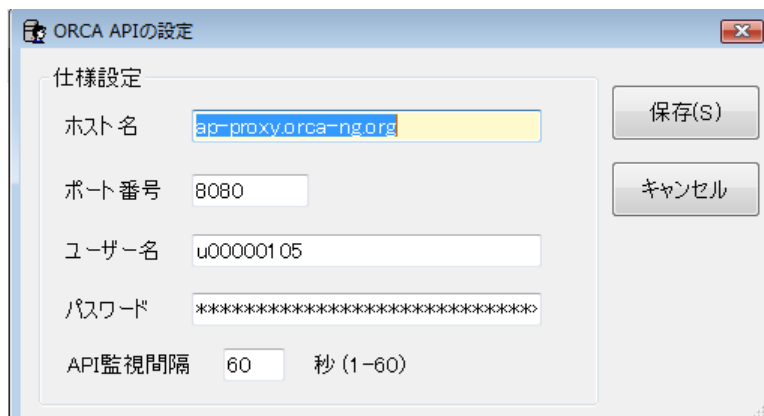 ORCA APIの設定
仕様設定
ホスト名 ap-proxy.orca-ng.org
保存(S)
ポート番号 8080
キャンセル
ユーザー名 u00000105
パスワード ****************************
API監視間隔 60 秒(1-60)